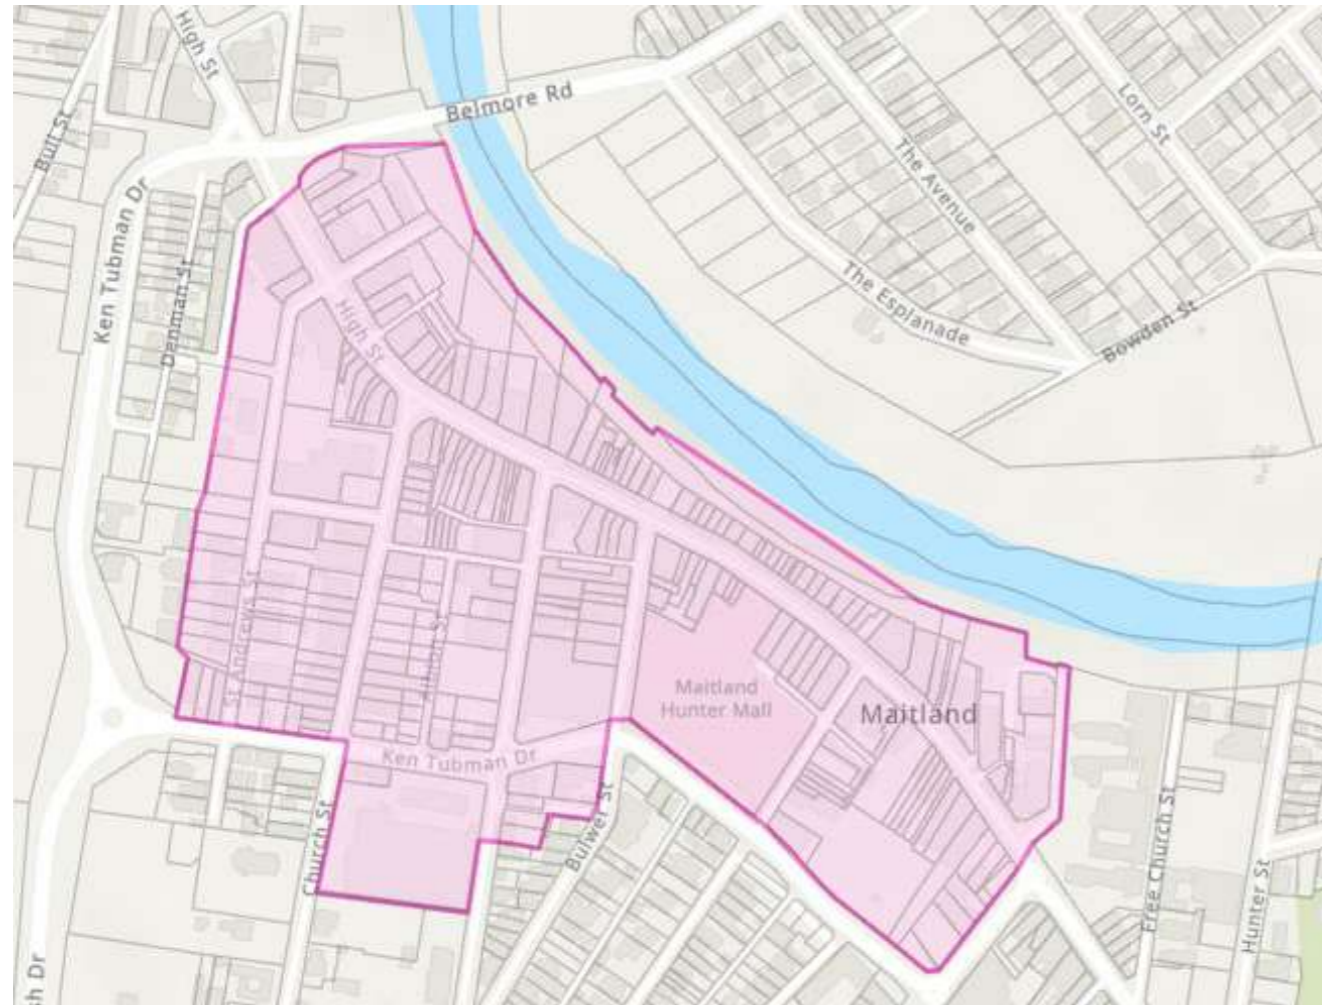 High St
Belmore Rd
Lorn St
Bull St
The Avenue
Ken Tubman Dr
Denman St
The Esplanade
High St
Bowden St
St Andrews St
Maitland
Hunter Mall
Maitland
Ken Tubman Dr
Church St
Bulwer St
Free Church St
Hunter St
sh Dr